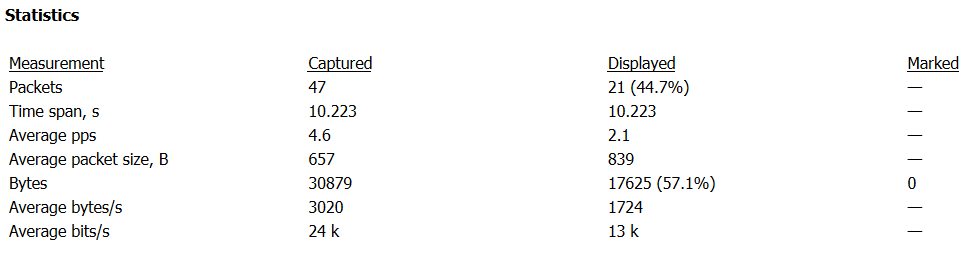 Statistics
Measurement Captured Displayed Marked
Packets 47 21 (44.7%) —
Time span, s 10.223 10.223 —
Average pps 4.6 2.1 —
Average packet size, B 657 839 —
Bytes 30879 17625 (57.1%) 0
Average bytes/s 3020 1724 —
Average bits/s 24 k 13 k —